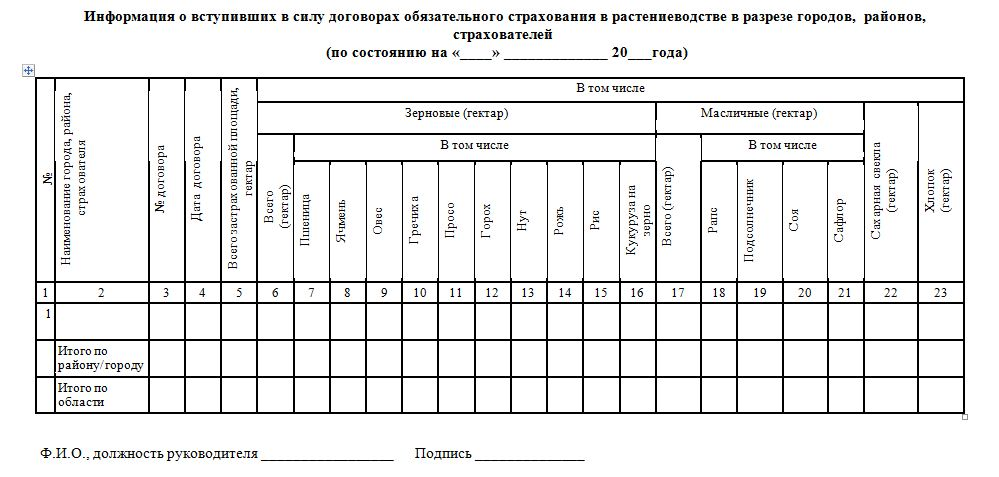 Информация о вступивших в силу договорах обязательного страхования в растениеводстве в разрезе городов, районов,
страхователей
(по состоянию на «____» _____________ 20___года)
№
Наименование города, района,
страхователя
№ договора
Дата договора
Всего застрахованной площади,
гектар
В том числе
Зерновые (гектар)
Масличные (гектар)
Сахарная свекла
(гектар)
Хлопок
(гектар)
Всего
(гектар)
В том числе
Всего (гектар)
В том числе
Пшеница
Ячмень
Овес
Гречиха
Просо
Горох
Нут
Рожь
Рис
Кукуруза на
зерно
Рапс
Подсолнечник
Соя
Сафлор
1 2 3 4 5 6 7 8 9 10 11 12 13 14 15 16 17 18 19 20 21 22 23
1
Итого по
району/городу
Итого по
области
Ф.И.О., должность руководителя _________________ Подпись ______________